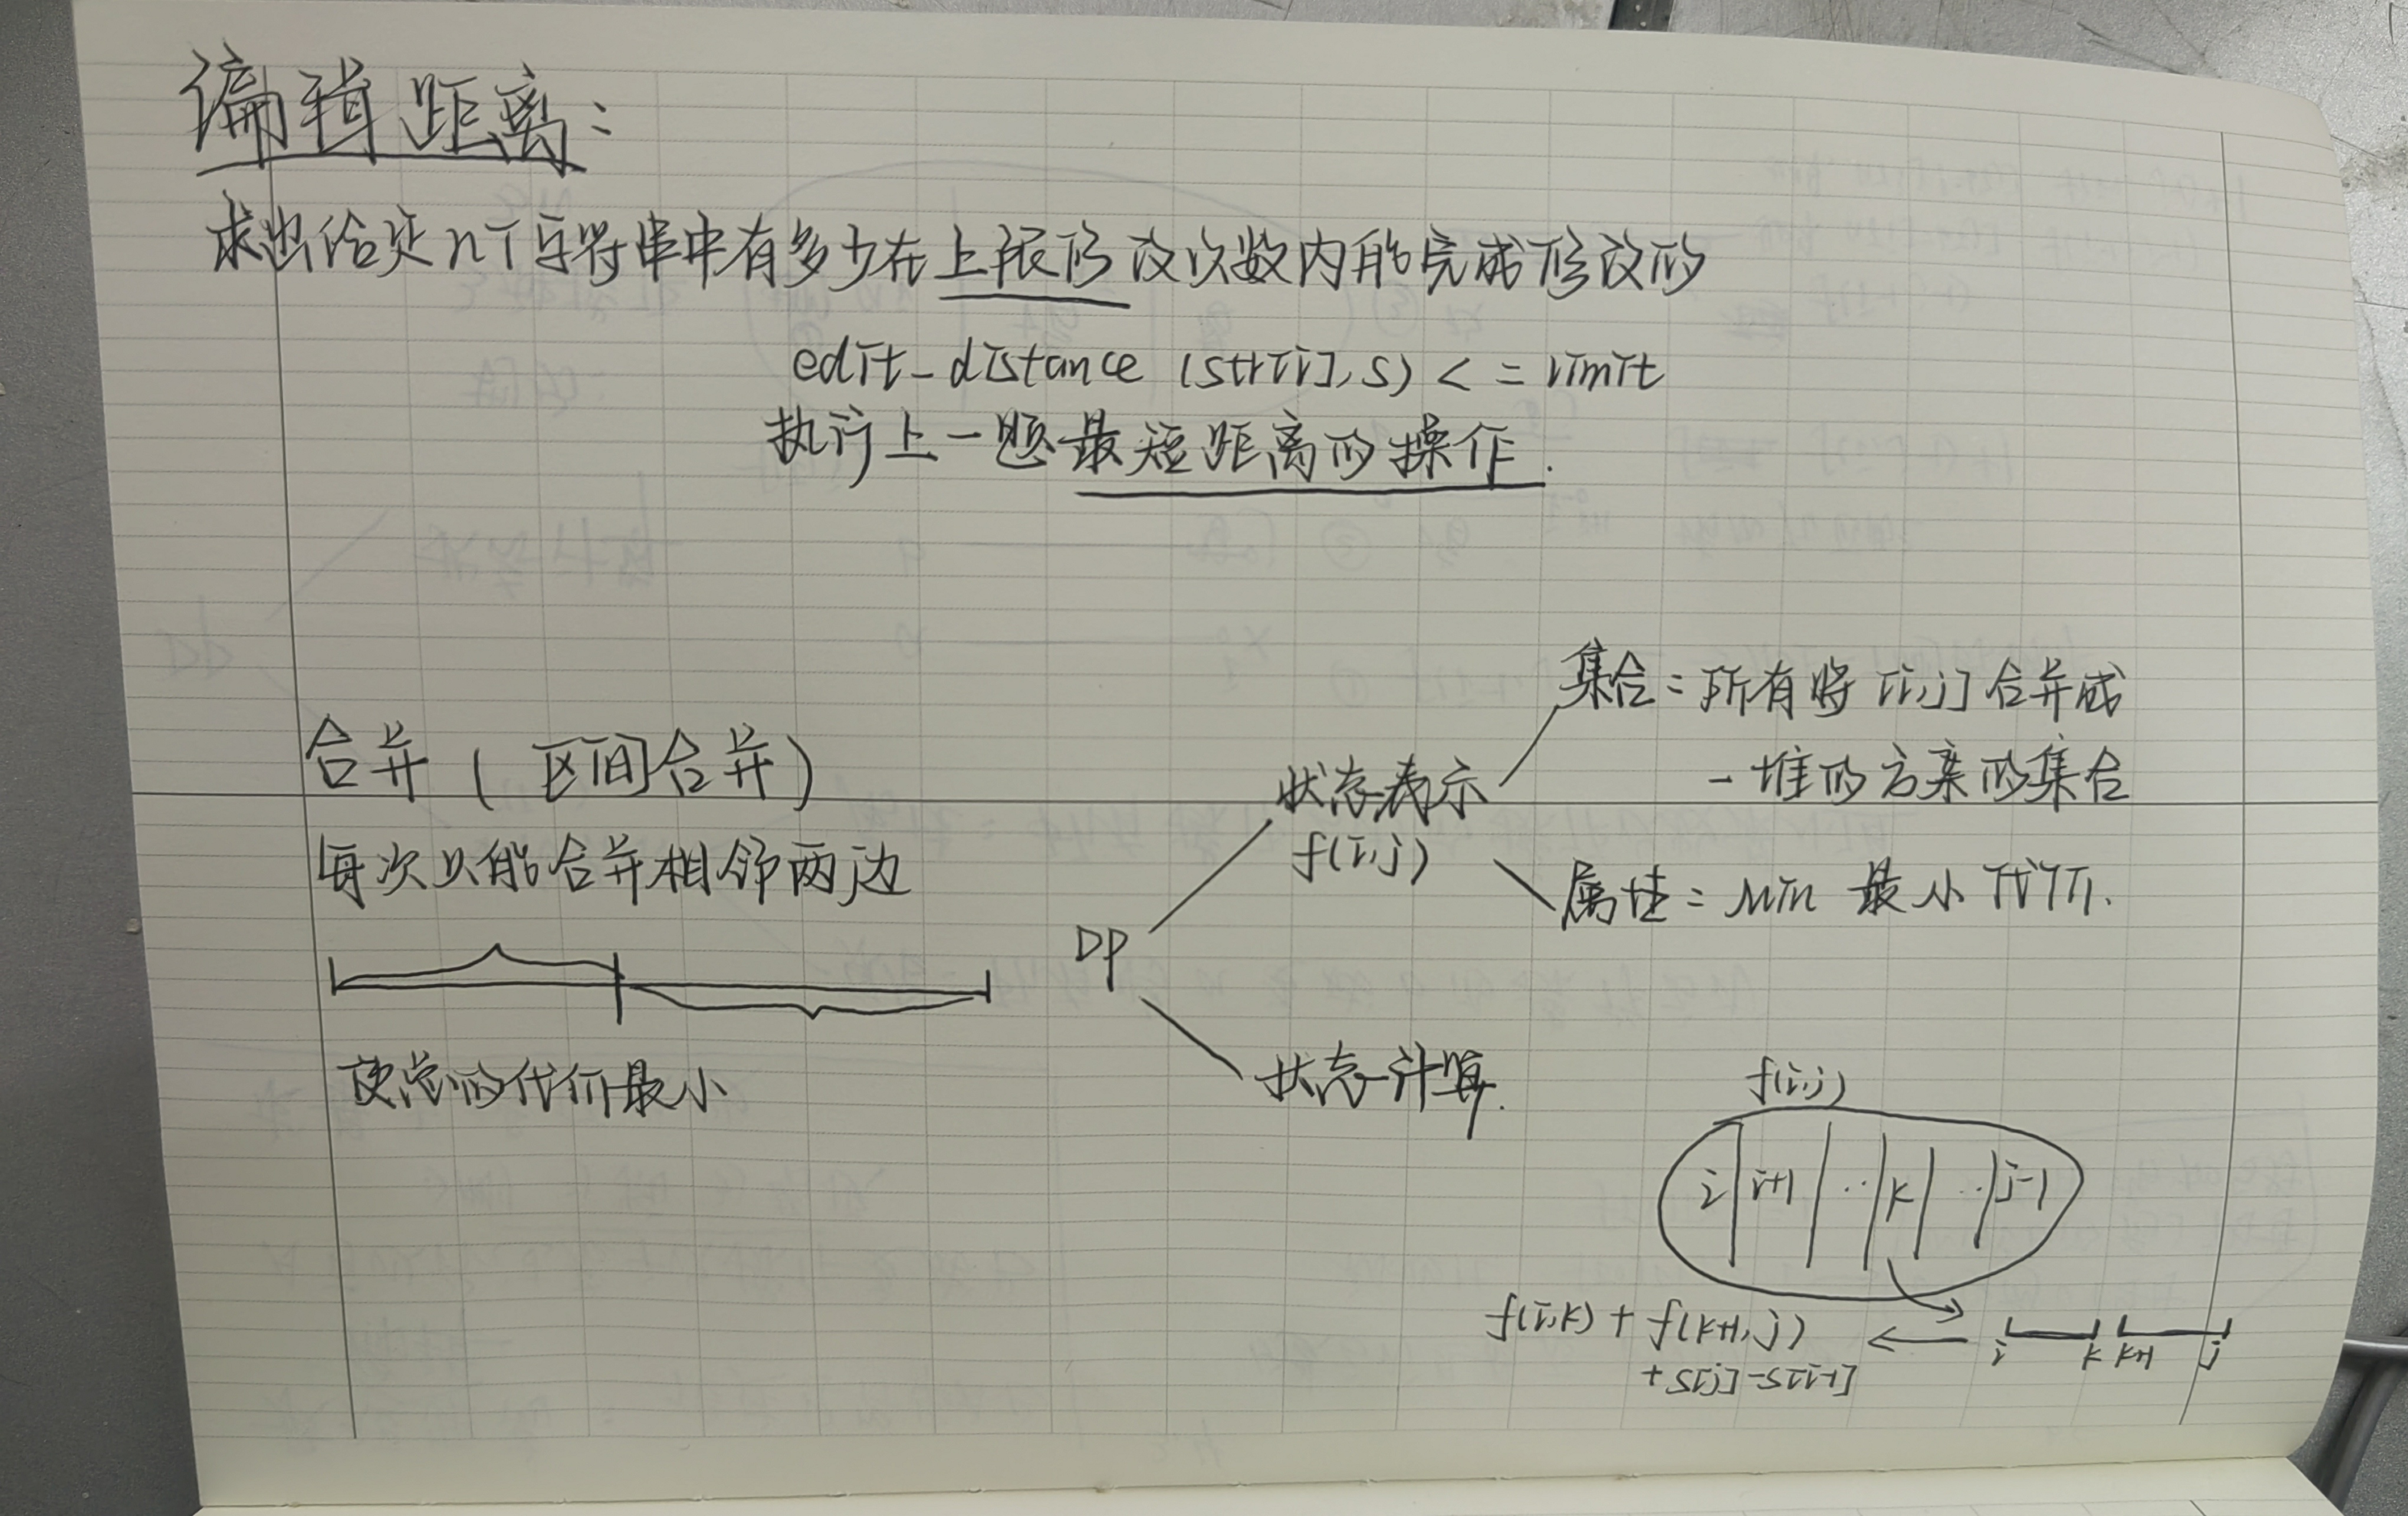 编辑距离:
求出给定n个字符串中有多少在上限修改次数内能完成修改的
edit_distance (str[i],s) <= limit
执行上一题最短距离的操作.
合并 (区间合并)
每次只能合并相邻两边
使总的代价最小
DP
状态表示
f(i,j)
集合: 所有将 [i,j] 合并成
一堆的方案的集合
属性: Min 最小代价.
状态计算.
f(i,j)
i i+1 .. k .. j-1
f(i,k) + f(k+1,j)
+ s[j]-s[i-1]
i k k+1 j